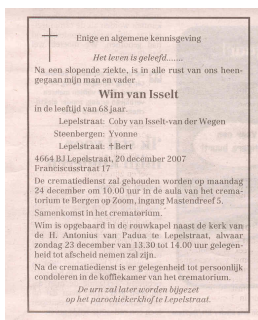 Enige en algemene kennisgeving
Het leven is geleefd.......
Na een slopende ziekte, is in alle rust van ons heen-
gegaan mijn man en vader
Wim van Isselt
in de leeftijd van 68 jaar.
Lepelstraat: Coby van Isselt-van der Wegen
Steenbergen: Yvonne
Lepelstraat: ✝Bert
4664 BJ Lepelstraat, 20 december 2007
Franciscusstraat 17
De crematiedienst zal gehouden worden op maandag
24 december om 10.00 uur in de aula van het crema-
torium te Bergen op Zoom, ingang Mastendreef 5.
Samenkomst in het crematorium.
Wim is opgebaard in de rouwkapel naast de kerk van
de H. Antonius van Padua te Lepelstraat, alwaar
zondag 23 december van 13.30 tot 14.00 uur gelegen-
heid tot afscheid nemen zal zijn.
Na de crematiedienst is er gelegenheid tot persoonlijk
condoleren in de koffiekamer van het crematorium.
De urn zal later worden bijgezet
op het parochiekerkhof te Lepelstraat.